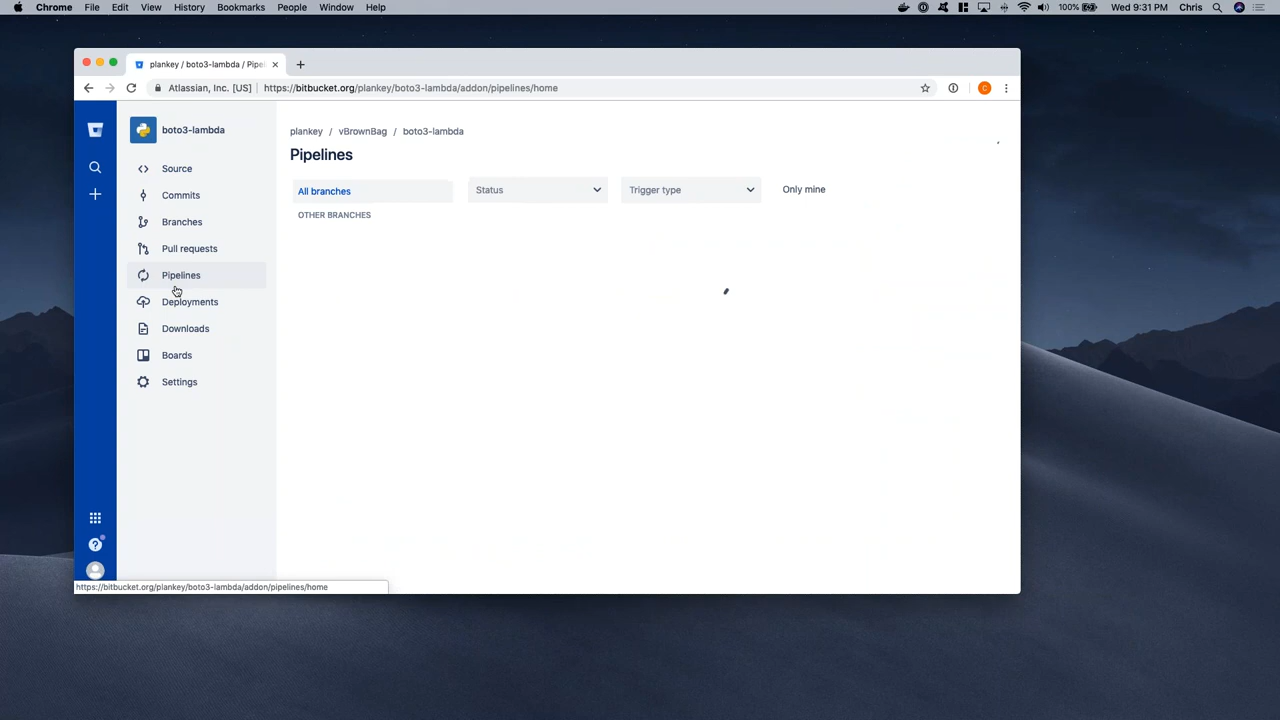 Chrome File Edit View History Bookmarks People Window Help 100% Wed 9:31 PM Chris
plankey / boto3-lambda / Pipel
Atlassian, Inc. [US] https://bitbucket.org/plankey/boto3-lambda/addon/pipelines/home
C
boto3-lambda
Source
Commits
Branches
Pull requests
Pipelines
Deployments
Downloads
Boards
Settings
plankey / vBrownBag / boto3-lambda
Pipelines
All branches Status Trigger type Only mine
OTHER BRANCHES
https://bitbucket.org/plankey/boto3-lambda/addon/pipelines/home